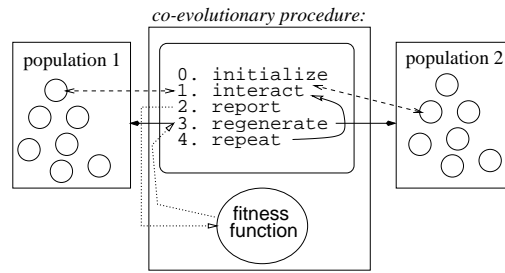 co-evolutionary procedure:
population 1
0. initialize
1. interact
2. report
3. regenerate
4. repeat
fitness
function
population 2